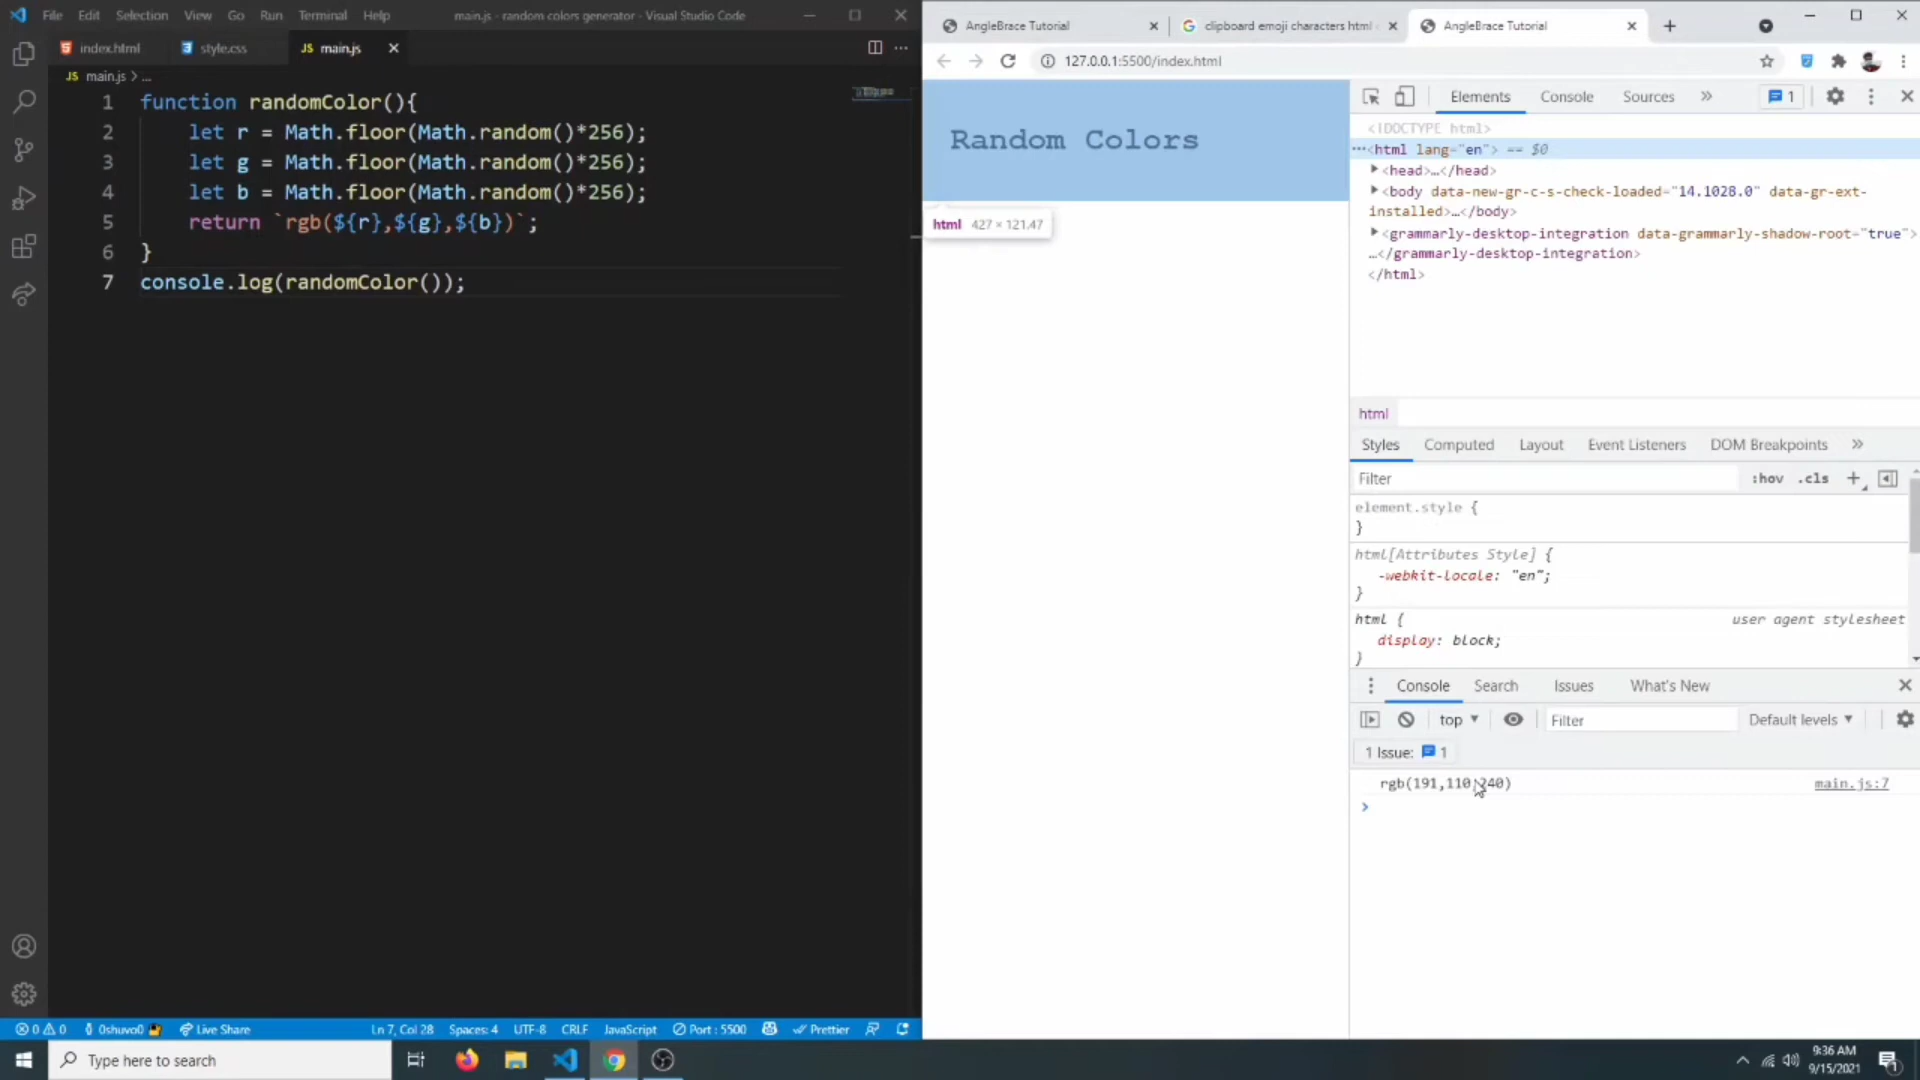 File Edit Selection View Go Run Terminal Help
main.js - random colors generator - Visual Studio Code
index.html
style.css
JS main.js
JS main.js > ...
1 function randomColor(){
2 let r = Math.floor(Math.random()*256);
3 let g = Math.floor(Math.random()*256);
4 let b = Math.floor(Math.random()*256);
5 return `rgb(${r},${g},${b})`;
6 }
7 console.log(randomColor());
0 0 0shuvo0 Live Share
Ln 7, Col 28 Spaces: 4 UTF-8 CRLF JavaScript Port : 5500 Prettier
AngleBrace Tutorial
clipboard emoji characters html
AngleBrace Tutorial
127.0.0.1:5500/index.html
Random Colors
html 427 × 121.47
Elements Console Sources » 1
<!DOCTYPE html>
···<html lang="en"> == $0
<head>…</head>
<body data-new-gr-c-s-check-loaded="14.1028.0" data-gr-ext-
installed>…</body>
<grammarly-desktop-integration data-grammarly-shadow-root="true">
…</grammarly-desktop-integration>
</html>
html
Styles Computed Layout Event Listeners DOM Breakpoints »
Filter :hov .cls +
element.style {
}
html[Attributes Style] {
-webkit-locale: "en";
}
html { user agent stylesheet
display: block;
}
Console Search Issues What's New
top Filter Default levels
1 Issue: 1
rgb(191,110,240) main.js:7
>
Type here to search
9:36 AM
9/15/2021
1